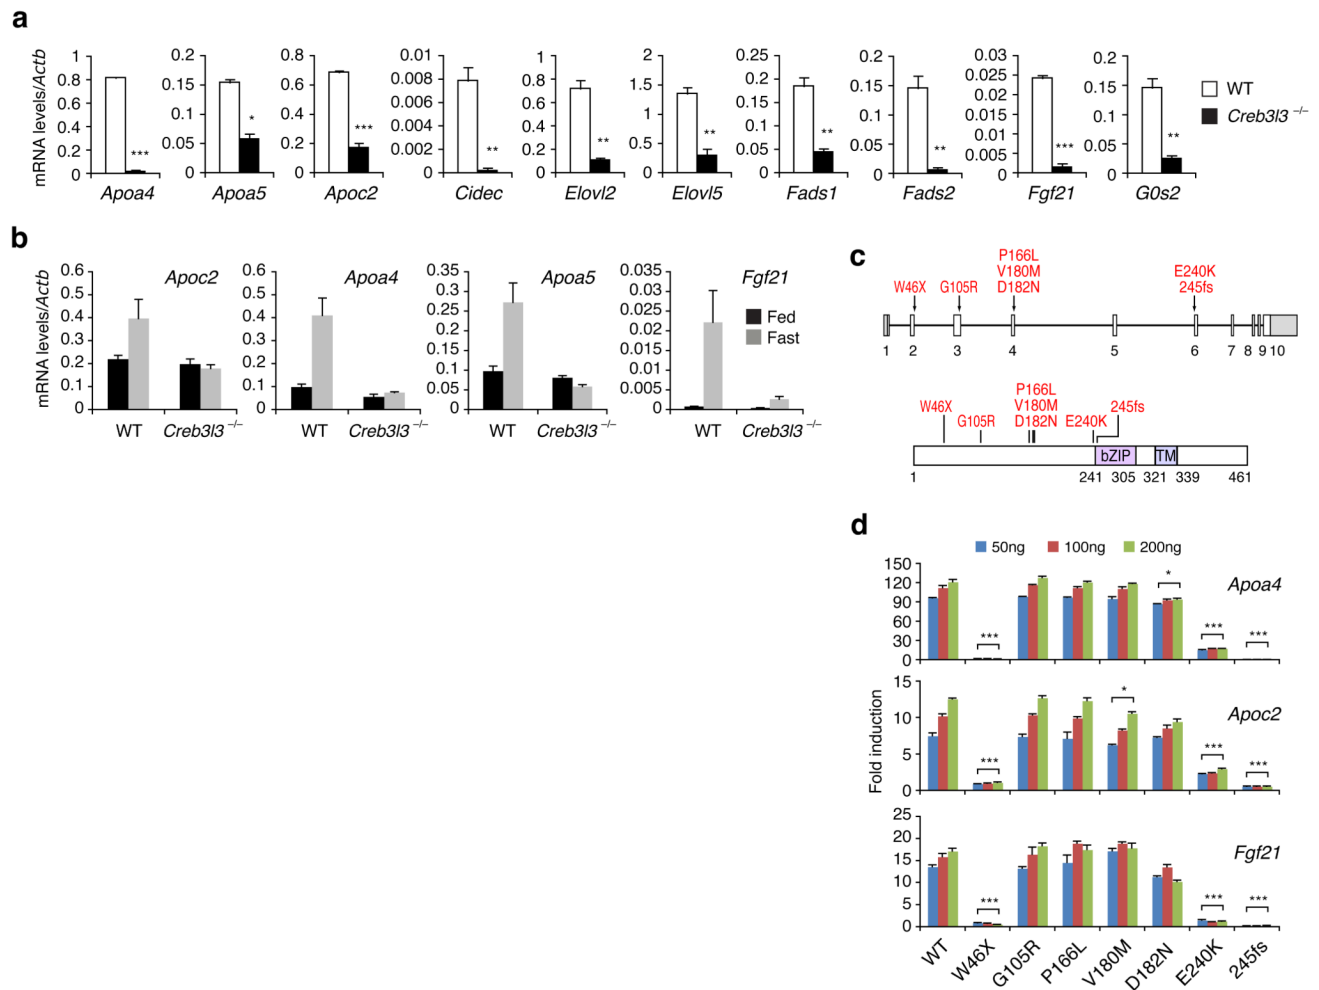 a
mRNA levels/Actb
1
0.8
0.6
0.4
0.2
0
***
Apoa4
0.2
0.15
0.1
0.05
0
*
Apoa5
0.8
0.6
0.4
0.2
0
***
Apoc2
0.01
0.008
0.006
0.004
0.002
0
**
Cidec
1
0.8
0.6
0.4
0.2
0
**
Elovl2
2
1.5
1
0.5
0
**
Elovl5
0.25
0.2
0.15
0.1
0.05
0
**
Fads1
0.2
0.15
0.1
0.05
0
**
Fads2
0.03
0.025
0.02
0.015
0.01
0.005
0
***
Fgf21
0.2
0.15
0.1
0.05
0
**
G0s2
WT
Creb3l3 –/–
b
mRNA levels/Actb
0.6
0.5
0.4
0.3
0.2
0.1
0
Apoc2
WT Creb3l3 –/–
0.6
0.5
0.4
0.3
0.2
0.1
0
Apoa4
WT Creb3l3 –/–
0.35
0.3
0.25
0.2
0.15
0.1
0.05
0
Apoa5
WT Creb3l3 –/–
0.035
0.03
0.025
0.02
0.015
0.01
0.005
0
Fgf21
Fed
Fast
WT Creb3l3 –/–
c
P166L
V180M
D182N
W46X G105R
E240K
245fs
1 2 3 4 5 6 7 8 9 10
P166L
V180M
D182N
W46X
G105R
E240K
245fs
bZIP TM
1 241 305 321 339 461
d
50ng 100ng 200ng
Fold induction
150
120
90
60
30
0
*** * *** ***
Apoa4
15
10
5
0
*** * *** ***
Apoc2
25
20
15
10
5
0
*** *** ***
Fgf21
WT W46X G105R P166L V180M D182N E240K 245fs